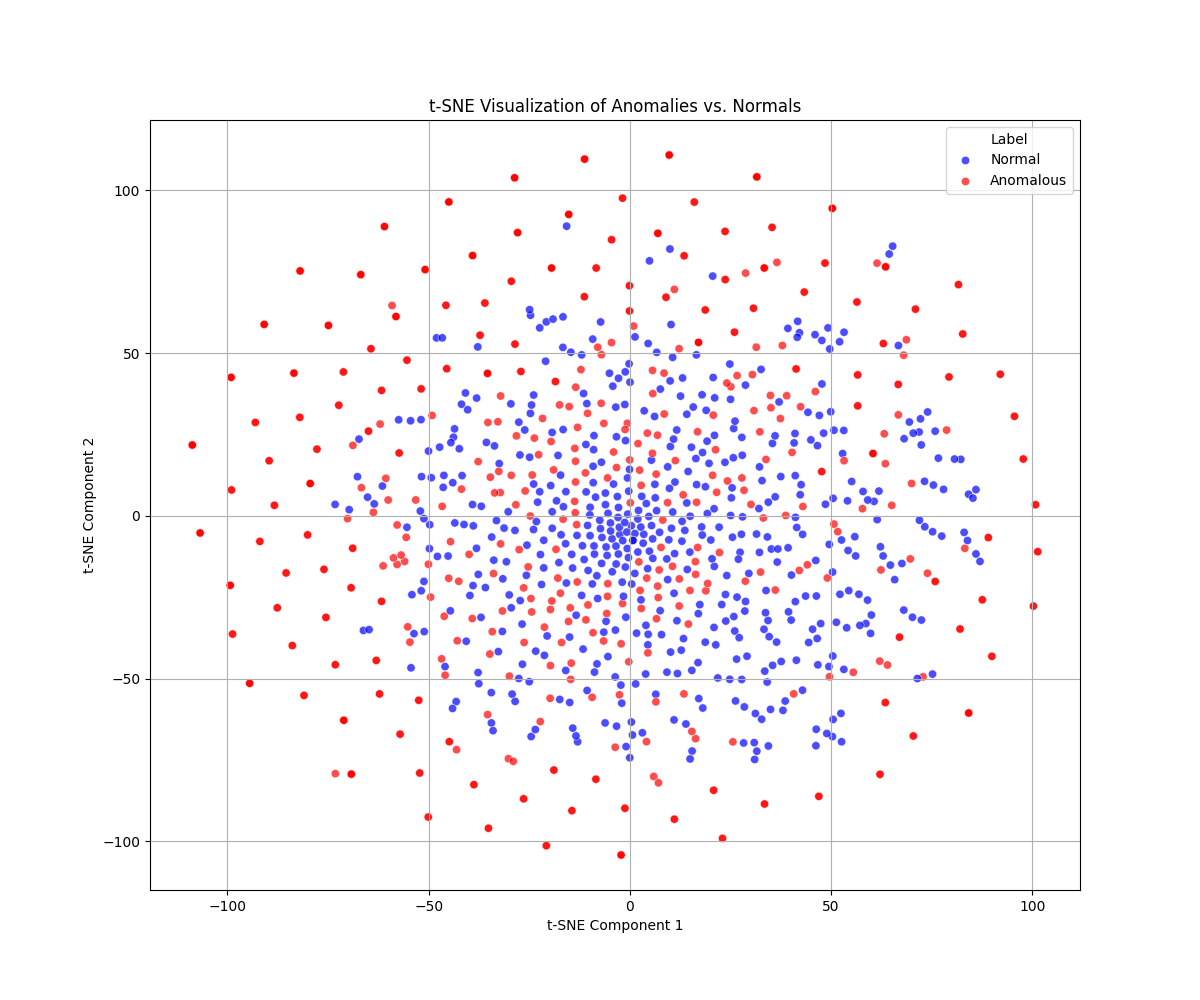 t-SNE Visualization of Anomalies vs. Normals
Label
Normal
Anomalous
100
50
0
−50
−100
t-SNE Component 2
−100
−50
0
50
100
t-SNE Component 1